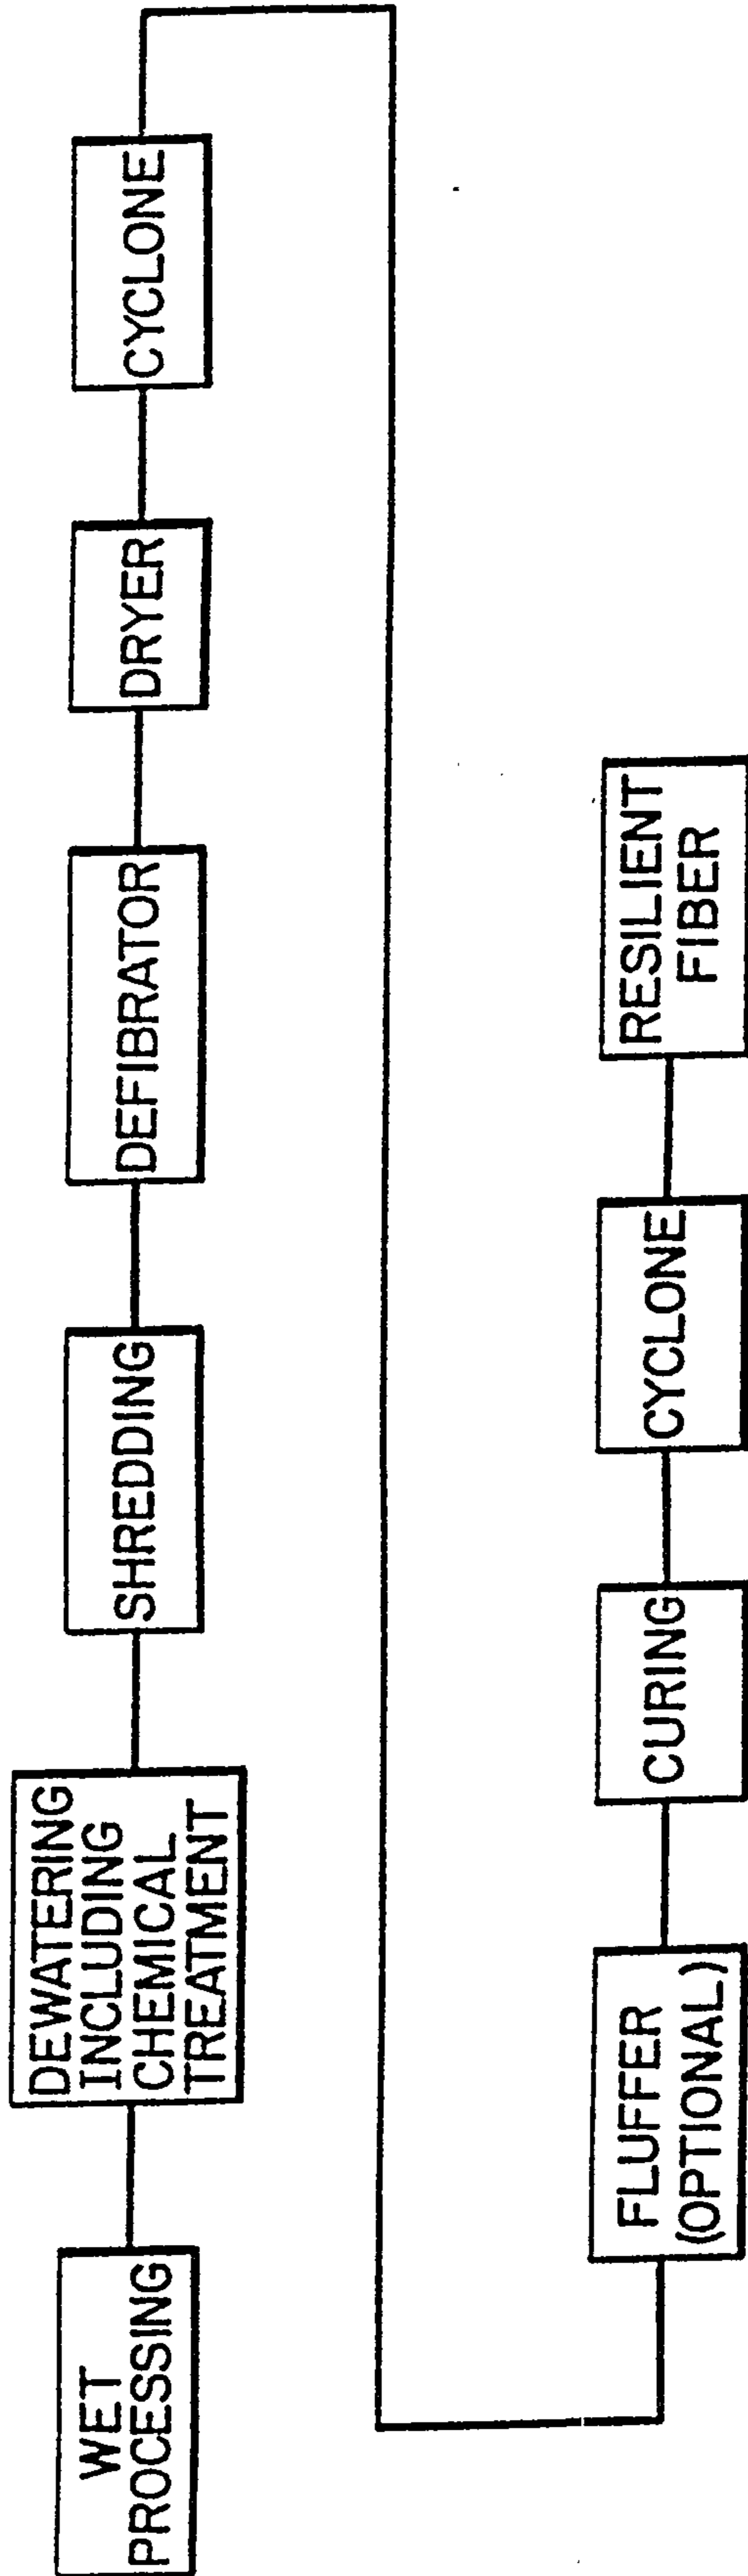 WET
PROCESSING
DEWATERING
INCLUDING
CHEMICAL
TREATMENT
SHREDDING
DEFIBRATOR
DRYER
CYCLONE
FLUFFER
(OPTIONAL)
CURING
CYCLONE
RESILIENT
FIBER